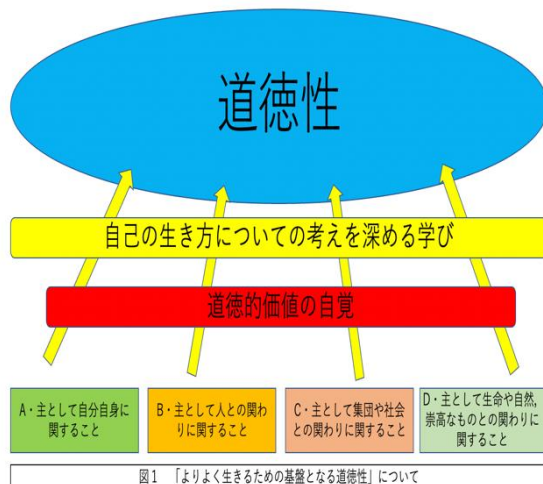 道徳性
自己の生き方についての考えを深める学び
道徳的価値の自覚
A・主として自分自身に
関すること
B・主として人との関わ
りに関すること
C・主として集団や社会
との関わりに関すること
D・主として生命や自然,
崇高なものとの関わりに
関すること
図1 「よりよく生きるための基盤となる道徳性」について